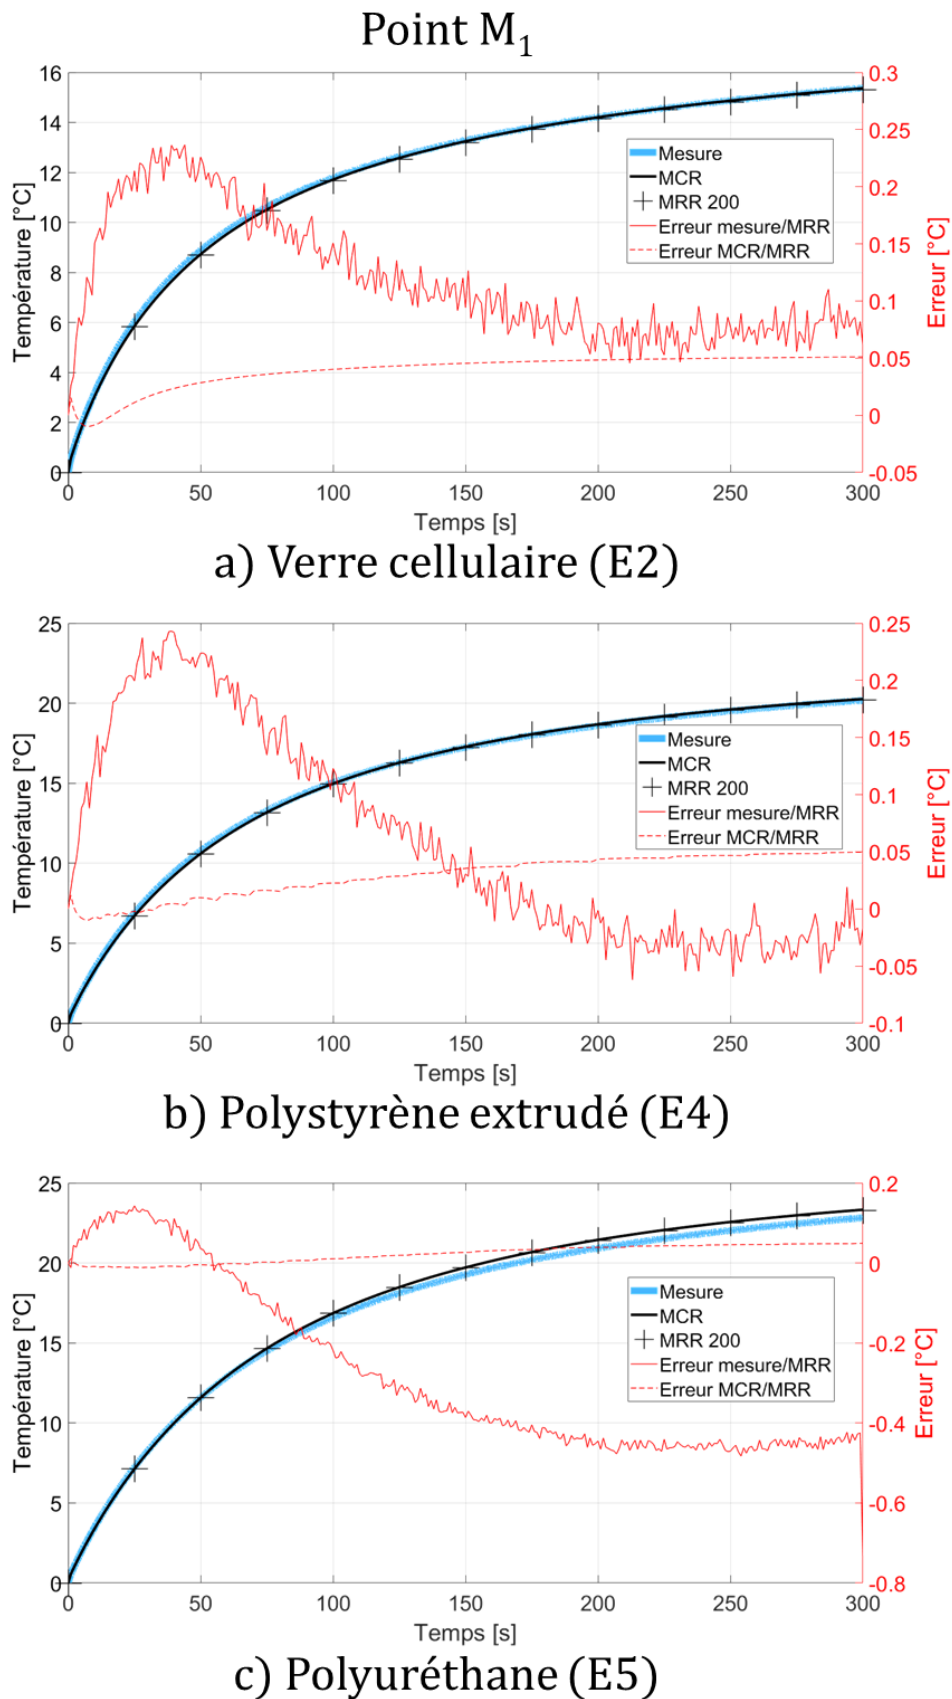 Point M₁
16
14
12
10
8
6
4
2
0
Température [°C]
0.3
0.25
0.2
0.15
0.1
0.05
0
-0.05
Erreur [°C]
Mesure
MCR
MRR 200
Erreur mesure/MRR
Erreur MCR/MRR
0 50 100 150 200 250 300
Temps [s]
a) Verre cellulaire (E2)
25
20
15
10
5
0
Température [°C]
0.25
0.2
0.15
0.1
0.05
0
-0.05
-0.1
Erreur [°C]
Mesure
MCR
MRR 200
Erreur mesure/MRR
Erreur MCR/MRR
0 50 100 150 200 250 300
Temps [s]
b) Polystyrène extrudé (E4)
25
20
15
10
5
0
Température [°C]
0.2
0
-0.2
-0.4
-0.6
-0.8
Erreur [°C]
Mesure
MCR
MRR 200
Erreur mesure/MRR
Erreur MCR/MRR
0 50 100 150 200 250 300
Temps [s]
c) Polyuréthane (E5)